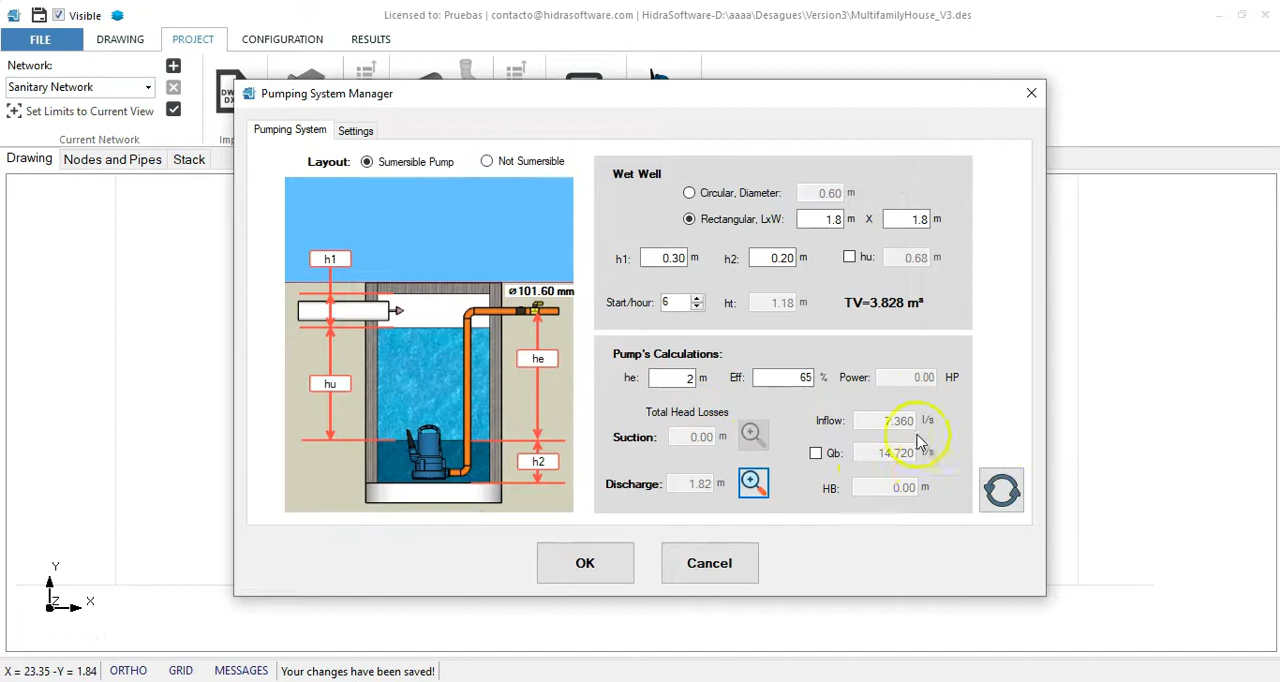 Visible
Licensed to: Pruebas | contacto@hidrasoftware.com | HidraSoftware-D:\aaaa\Desagues\Version3\MultifamilyHouse_V3.des
FILE DRAWING PROJECT CONFIGURATION RESULTS
Network:
Sanitary Network
Set Limits to Current View
Current Network
DW
DX
Imp
Drawing Nodes and Pipes Stack
Pumping System Manager
Pumping System Settings
Layout: Sumersible Pump Not Sumersible
h1
ø101.60 mm
he
hu
h2
Wet Well
Circular, Diameter: 0.60 m
Rectangular, LxW: 1.8 m X 1.8 m
h1: 0.30 m h2: 0.20 m hu: 0.68 m
Start/hour: 6 ht: 1.18 m TV=3.828 m³
Pump's Calculations:
he: 2 m Eff: 65 % Power: 0.00 HP
Total Head Losses
Inflow: 7.360 l/s
Suction: 0.00 m
Qb: 14.720 l/s
Discharge: 1.82 m
HB: 0.00 m
OK Cancel
Y
Z X
X = 23.35 -Y = 1.84 ORTHO GRID MESSAGES Your changes have been saved!